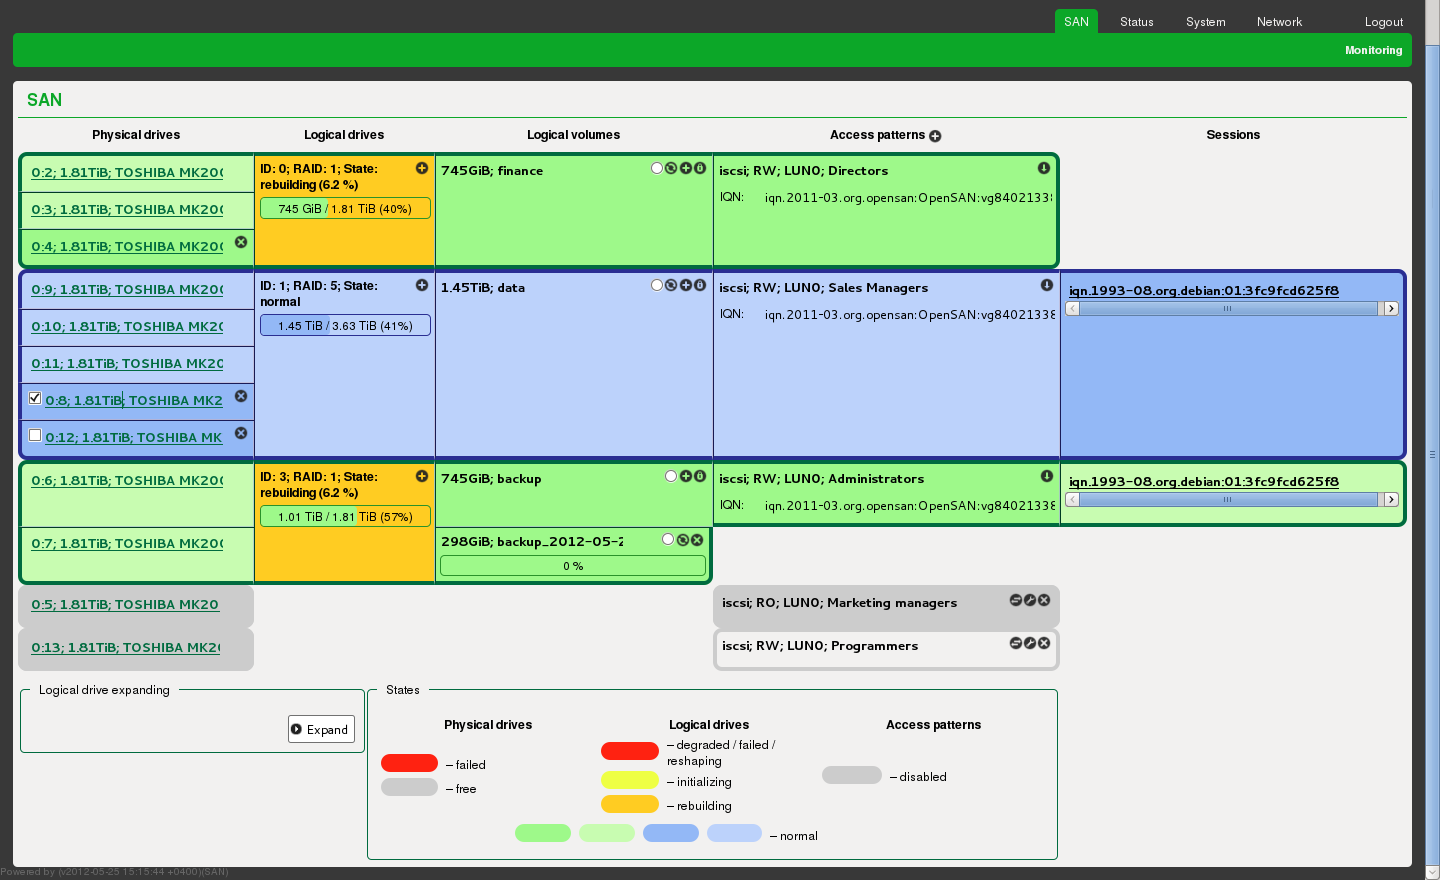 SAN Status System Network Logout
Monitoring
SAN
Physical drives Logical drives Logical volumes Access patterns Sessions
0:2; 1.81TiB; TOSHIBA MK200
0:3; 1.81TiB; TOSHIBA MK200
0:4; 1.81TiB; TOSHIBA MK200
ID: 0; RAID: 1; State:
rebuilding (6.2 %)
745 GiB / 1.81 TiB (40%)
745GiB; finance
iscsi; RW; LUN0; Directors
IQN: iqn.2011-03.org.opensan:OpenSAN:vg84021338
0:9; 1.81TiB; TOSHIBA MK200
0:10; 1.81TiB; TOSHIBA MK20
0:11; 1.81TiB; TOSHIBA MK20
0:8; 1.81TiB; TOSHIBA MK2
0:12; 1.81TiB; TOSHIBA MK
ID: 1; RAID: 5; State:
normal
1.45 TiB / 3.63 TiB (41%)
1.45TiB; data
iscsi; RW; LUN0; Sales Managers
IQN: iqn.2011-03.org.opensan:OpenSAN:vg84021338
iqn.1993-08.org.debian:01:3fc9fcd625f8
0:6; 1.81TiB; TOSHIBA MK200
0:7; 1.81TiB; TOSHIBA MK200
ID: 3; RAID: 1; State:
rebuilding (6.2 %)
1.01 TiB / 1.81 TiB (57%)
745GiB; backup
298GiB; backup_2012-05-2
0 %
iscsi; RW; LUN0; Administrators
IQN: iqn.2011-03.org.opensan:OpenSAN:vg84021338
iqn.1993-08.org.debian:01:3fc9fcd625f8
0:5; 1.81TiB; TOSHIBA MK20
0:13; 1.81TiB; TOSHIBA MK20
iscsi; RO; LUN0; Marketing managers
iscsi; RW; LUN0; Programmers
Logical drive expanding
Expand
States
Physical drives
– failed
– free
Logical drives
– degraded / failed /
reshaping
– initializing
– rebuilding
Access patterns
– disabled
– normal
Powered by (v2012-05-25 15:15:44 +0400)(SAN)